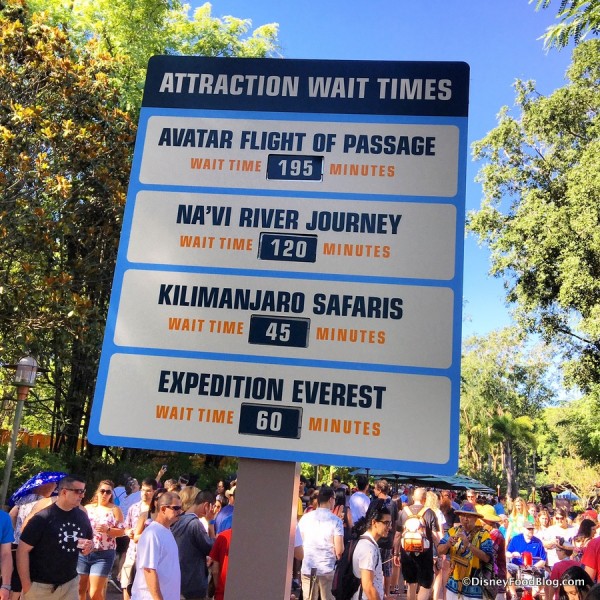 ATTRACTION WAIT TIMES
AVATAR FLIGHT OF PASSAGE
WAIT TIME 195 MINUTES
NA'VI RIVER JOURNEY
WAIT TIME 120 MINUTES
KILIMANJARO SAFARIS
WAIT TIME 45 MINUTES
EXPEDITION EVEREST
WAIT TIME 60 MINUTES
©DisneyFoodBlog.com